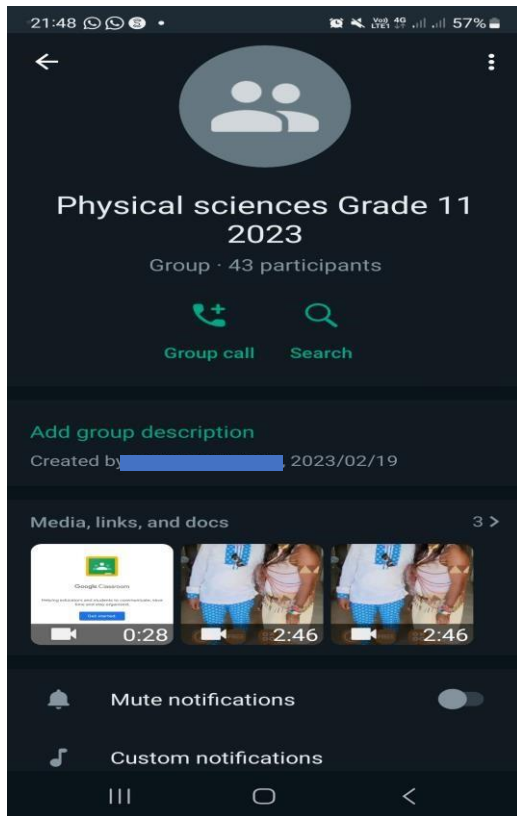 21:48 57%
Physical sciences Grade 11
2023
Group · 43 participants
Group call Search
Add group description
Created by , 2023/02/19
Media, links, and docs 3 >
Google Classroom
Get started
0:28 2:46 2:46
Mute notifications
Custom notifications